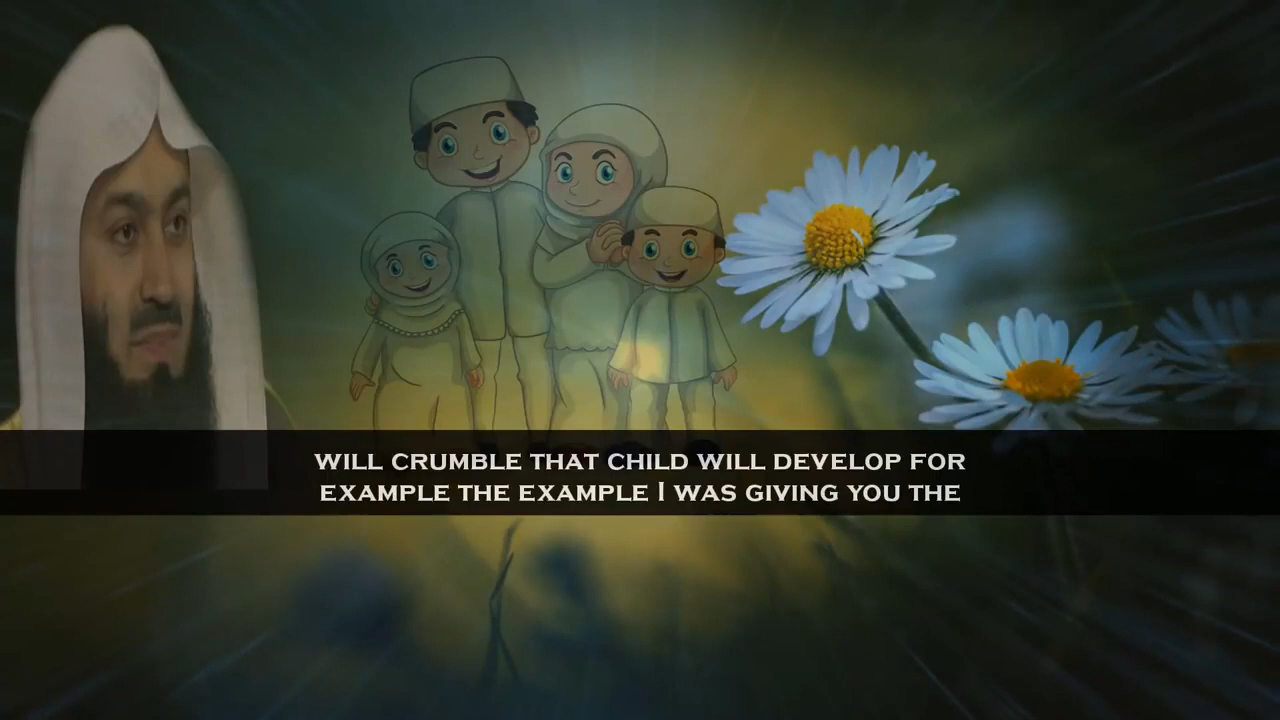 WILL CRUMBLE THAT CHILD WILL DEVELOP FOR
EXAMPLE THE EXAMPLE I WAS GIVING YOU THE